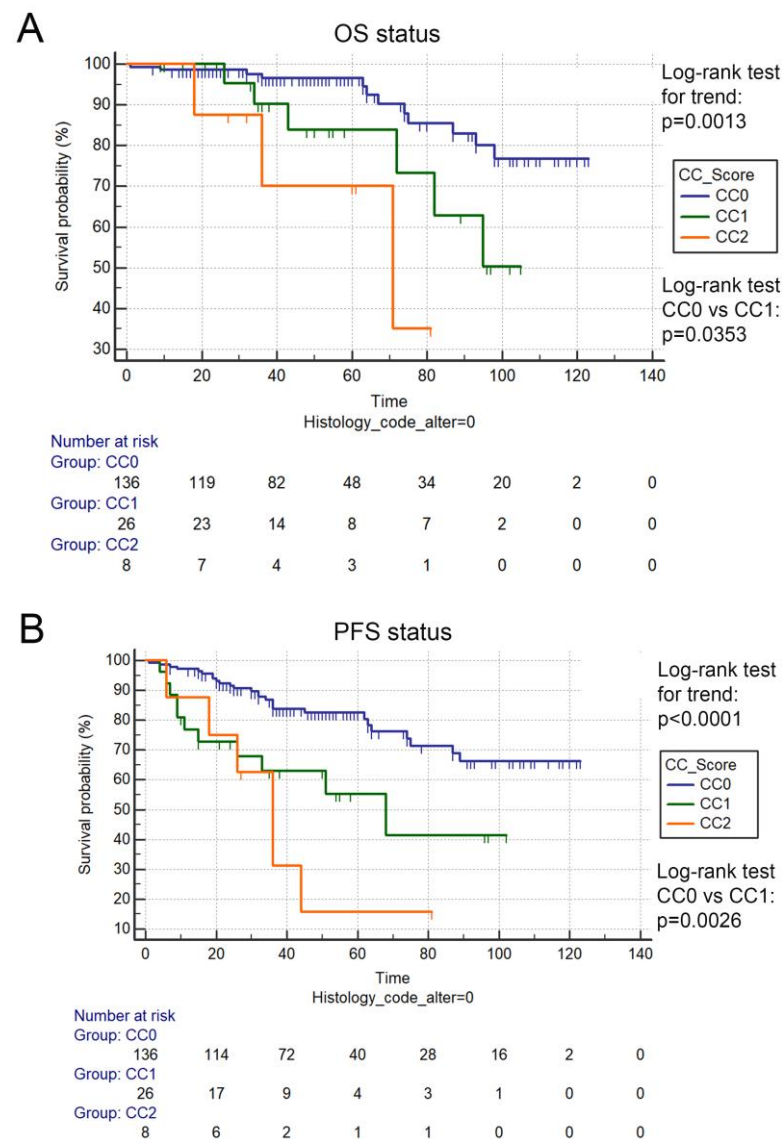 A
OS status
100
90
80
70
60
50
40
30
Survival probability (%)
0 20 40 60 80 100 120 140
Time
Histology_code_alter=0
Log-rank test
for trend:
p=0.0013
CC_Score
CC0
CC1
CC2
Log-rank test
CC0 vs CC1:
p=0.0353
Number at risk
Group: CC0
136 119 82 48 34 20 2 0
Group: CC1
26 23 14 8 7 2 0 0
Group: CC2
8 7 4 3 1 0 0 0
B
PFS status
100
90
80
70
60
50
40
30
20
10
Survival probability (%)
0 20 40 60 80 100 120 140
Time
Histology_code_alter=0
Log-rank test
for trend:
p<0.0001
CC_Score
CC0
CC1
CC2
Log-rank test
CC0 vs CC1:
p=0.0026
Number at risk
Group: CC0
136 114 72 40 28 16 2 0
Group: CC1
26 17 9 4 3 1 0 0
Group: CC2
8 6 2 1 1 0 0 0